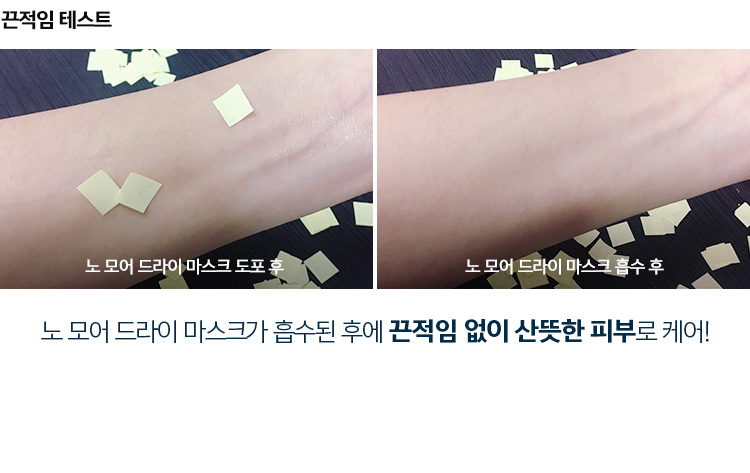 끈적임 테스트
노 모어 드라이 마스크 도포 후
노 모어 드라이 마스크 흡수 후
노 모어 드라이 마스크가 흡수된 후에 끈적임 없이 산뜻한 피부로 케어!